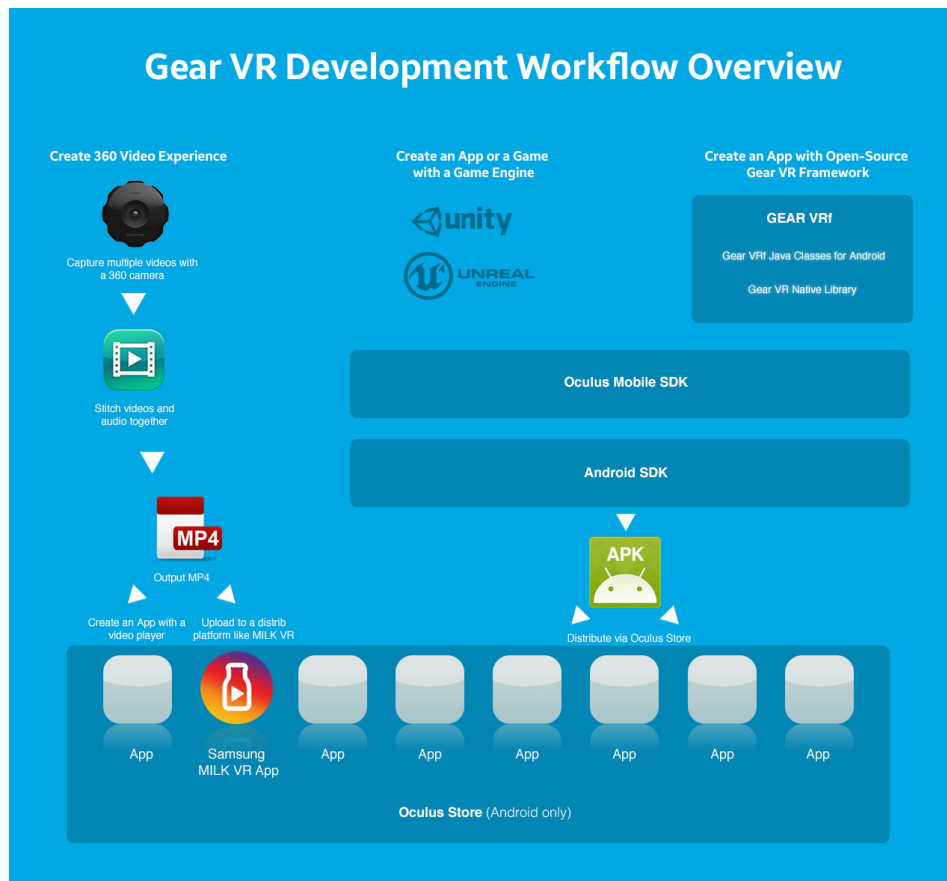 Gear VR Development Workflow Overview
Create 360 Video Experience
Capture multiple videos with
a 360 camera
Stitch videos and
audio together
MP4
Output MP4
Create an App with a
video player
Upload to a distrib
platform like MILK VR
Create an App or a Game
with a Game Engine
unity
UNREAL
ENGINE
Create an App with Open-Source
Gear VR Framework
GEAR VRf
Gear VRf Java Classes for Android
Gear VR Native Library
Oculus Mobile SDK
Android SDK
APK
Distribute via Oculus Store
App
Samsung
MILK VR App
App
App
App
App
App
App
Oculus Store (Android only)